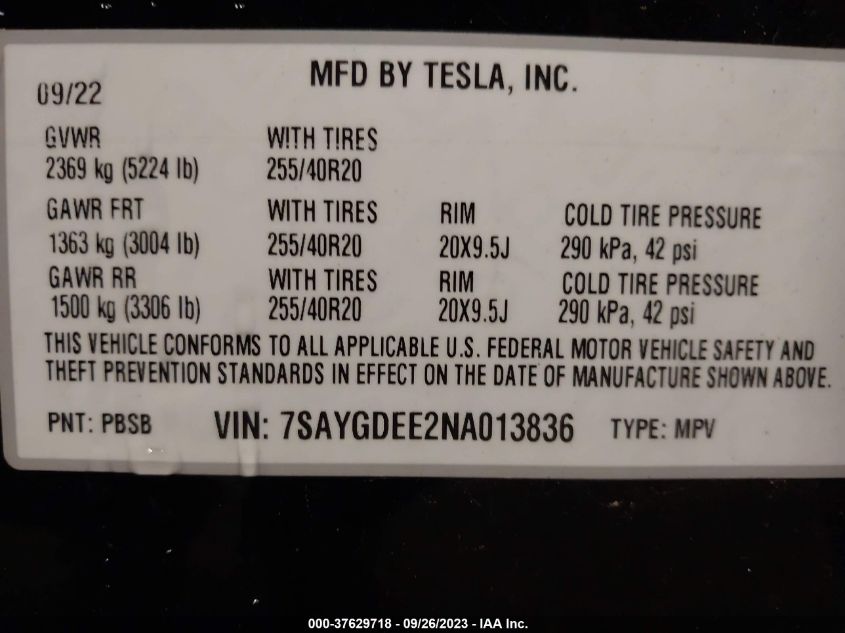 MFD BY TESLA, INC.
09/22
GVWR WITH TIRES
2369 kg (5224 lb) 255/40R20
GAWR FRT WITH TIRES RIM COLD TIRE PRESSURE
1363 kg (3004 lb) 255/40R20 20X9.5J 290 kPa, 42 psi
GAWR RR WITH TIRES RIM COLD TIRE PRESSURE
1500 kg (3306 lb) 255/40R20 20X9.5J 290 kPa, 42 psi
THIS VEHICLE CONFORMS TO ALL APPLICABLE U.S. FEDERAL MOTOR VEHICLE SAFETY AND
THEFT PREVENTION STANDARDS IN EFFECT ON THE DATE OF MANUFACTURE SHOWN ABOVE.
PNT: PBSB VIN: 7SAYGDEE2NA013836 TYPE: MPV
000-37629718 - 09/26/2023 - IAA Inc.